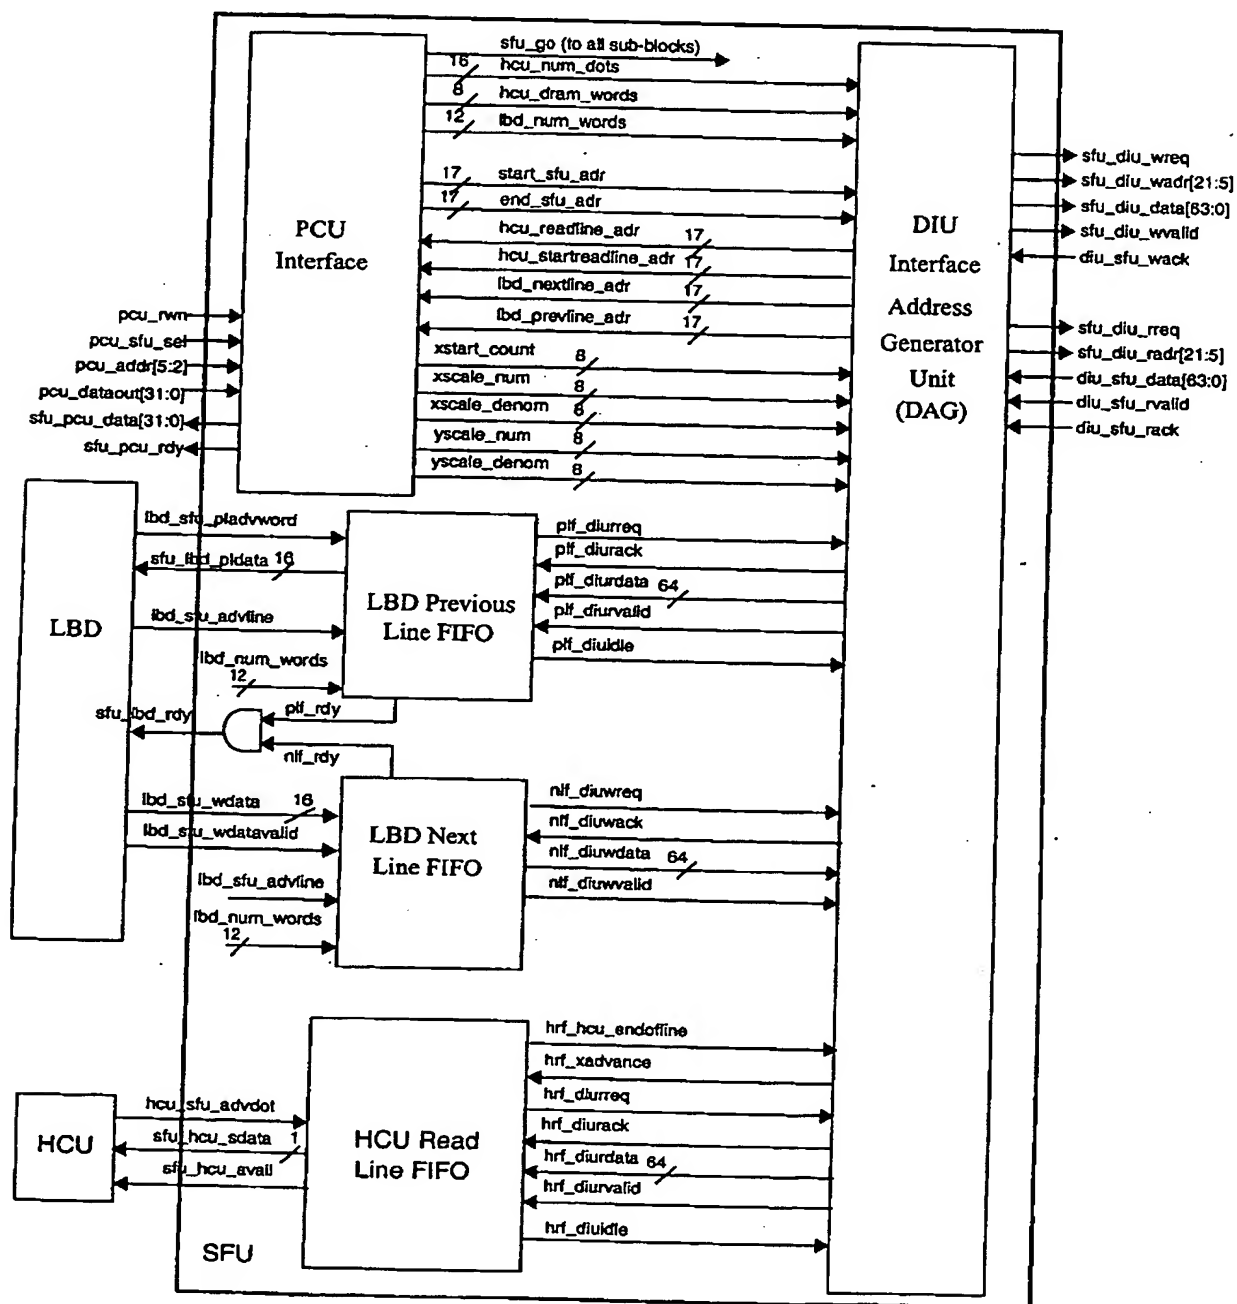 sfu_go (to all sub-blocks)
16
hcu_num_dots
8
hcu_dram_words
12
lbd_num_words
17
start_sfu_adr
17
end_sfu_adr
hcu_readline_adr
17
hcu_startreadline_adr
17
lbd_nextline_adr
17
lbd_prevline_adr
17
xstart_count
8
xscale_num
8
xscale_denom
8
yscale_num
8
yscale_denom
8
PCU
Interface
DIU
Interface
Address
Generator
Unit
(DAG)
sfu_diu_wreq
sfu_diu_wadr[21:5]
sfu_diu_data[63:0]
sfu_diu_wvalid
diu_sfu_wack
sfu_diu_rreq
sfu_diu_radr[21:5]
diu_sfu_data[63:0]
diu_sfu_rvalid
diu_sfu_rack
pcu_rwn
pcu_sfu_sel
pcu_addr[5:2]
pcu_dataout[31:0]
sfu_pcu_data[31:0]
sfu_pcu_rdy
LBD
lbd_sfu_pladvword
sfu_lbd_pldata
16
lbd_sfu_advline
lbd_num_words
12
LBD Previous
Line FIFO
plf_diurreq
plf_diurack
plf_diurdata
64
plf_diurvalid
plf_diuidle
sfu_lbd_rdy
plf_rdy
nlf_rdy
lbd_sfu_wdata
16
lbd_sfu_wdatavalid
lbd_sfu_advline
lbd_num_words
12
LBD Next
Line FIFO
nlf_diuwreq
nlf_diuwack
nlf_diuwdata
64
nlf_diuwvalid
HCU
hcu_sfu_advdot
sfu_hcu_sdata
1
sfu_hcu_avail
HCU Read
Line FIFO
hrf_hcu_endofline
hrf_xadvance
hrf_diurreq
hrf_diurack
hrf_diurdata
64
hrf_diurvalid
hrf_diuidle
SFU